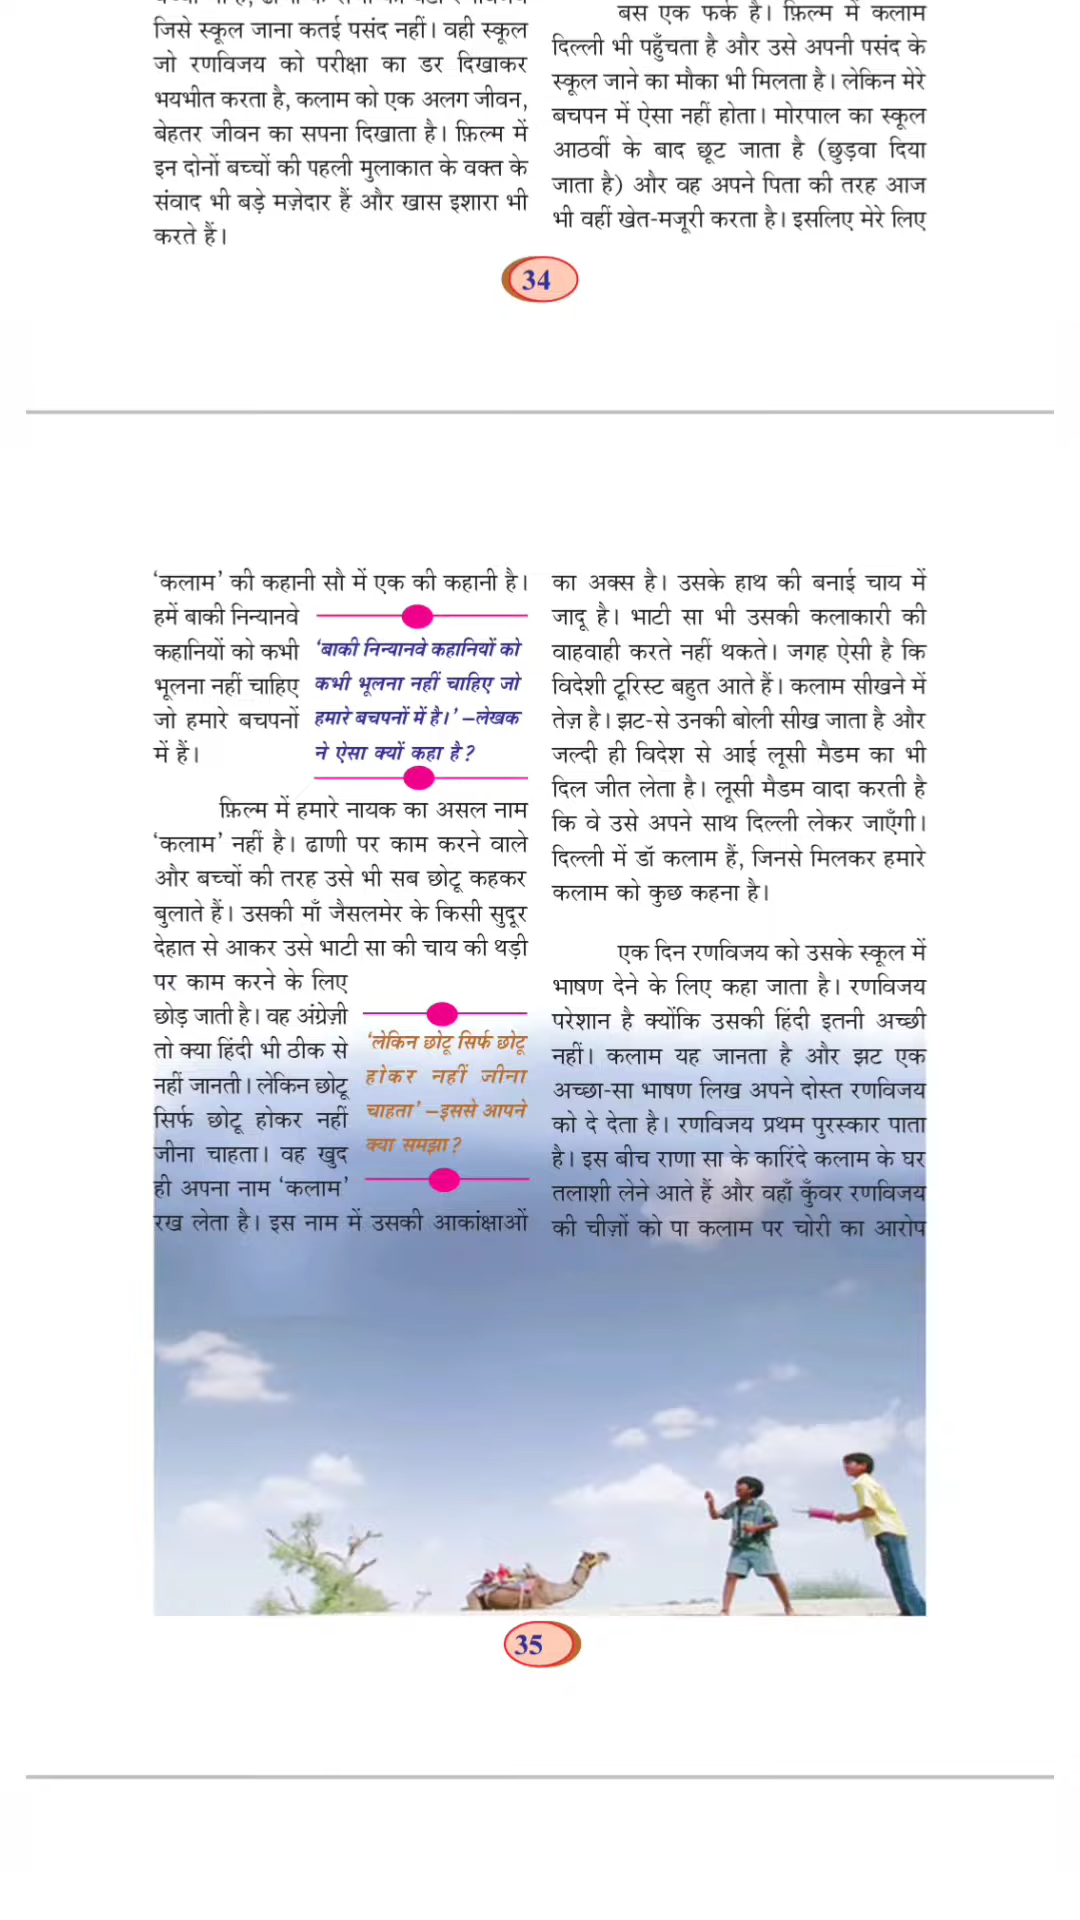 जिसे स्कूल जाना कतई पसंद नहीं। वही स्कूल
जो रणविजय को परीक्षा का डर दिखाकर
भयभीत करता है, कलाम को एक अलग जीवन,
बेहतर जीवन का सपना दिखाता है। फ़िल्म में
इन दोनों बच्चों की पहली मुलाकात के वक्त के
संवाद भी बड़े मज़ेदार हैं और खास इशारा भी
करते हैं।
बस एक फर्क है। फ़िल्म में कलाम
दिल्ली भी पहुँचता है और उसे अपनी पसंद के
स्कूल जाने का मौका भी मिलता है। लेकिन मेरे
बचपन में ऐसा नहीं होता। मोरपाल का स्कूल
आठवीं के बाद छूट जाता है (छुड़वा दिया
जाता है) और वह अपने पिता की तरह आज
भी वहीं खेत-मजूरी करता है। इसलिए मेरे लिए
34
‘कलाम’ की कहानी सौ में एक की कहानी है।
हमें बाकी निन्यानवे
कहानियों को कभी
भूलना नहीं चाहिए
जो हमारे बचपनों
में हैं।
‘बाकी निन्यानवे कहानियों को
कभी भूलना नहीं चाहिए जो
हमारे बचपनों में है।’ –लेखक
ने ऐसा क्यों कहा है?
फ़िल्म में हमारे नायक का असल नाम
‘कलाम’ नहीं है। ढाणी पर काम करने वाले
और बच्चों की तरह उसे भी सब छोटू कहकर
बुलाते हैं। उसकी माँ जैसलमेर के किसी सुदूर
देहात से आकर उसे भाटी सा की चाय की थड़ी
पर काम करने के लिए
छोड़ जाती है। वह अंग्रेज़ी
तो क्या हिंदी भी ठीक से
नहीं जानती। लेकिन छोटू
सिर्फ छोटू होकर नहीं
जीना चाहता। वह खुद
ही अपना नाम ‘कलाम’
रख लेता है। इस नाम में उसकी आकांक्षाओं
‘लेकिन छोटू सिर्फ छोटू
होकर नहीं जीना
चाहता’ –इससे आपने
क्या समझा?
का अक्स है। उसके हाथ की बनाई चाय में
जादू है। भाटी सा भी उसकी कलाकारी की
वाहवाही करते नहीं थकते। जगह ऐसी है कि
विदेशी टूरिस्ट बहुत आते हैं। कलाम सीखने में
तेज़ है। झट-से उनकी बोली सीख जाता है और
जल्दी ही विदेश से आई लूसी मैडम का भी
दिल जीत लेता है। लूसी मैडम वादा करती है
कि वे उसे अपने साथ दिल्ली लेकर जाएँगी।
दिल्ली में डॉ कलाम हैं, जिनसे मिलकर हमारे
कलाम को कुछ कहना है।
एक दिन रणविजय को उसके स्कूल में
भाषण देने के लिए कहा जाता है। रणविजय
परेशान है क्योंकि उसकी हिंदी इतनी अच्छी
नहीं। कलाम यह जानता है और झट एक
अच्छा-सा भाषण लिख अपने दोस्त रणविजय
को दे देता है। रणविजय प्रथम पुरस्कार पाता
है। इस बीच राणा सा के कारिंदे कलाम के घर
तलाशी लेने आते हैं और वहाँ कुँवर रणविजय
की चीज़ों को पा कलाम पर चोरी का आरोप
35